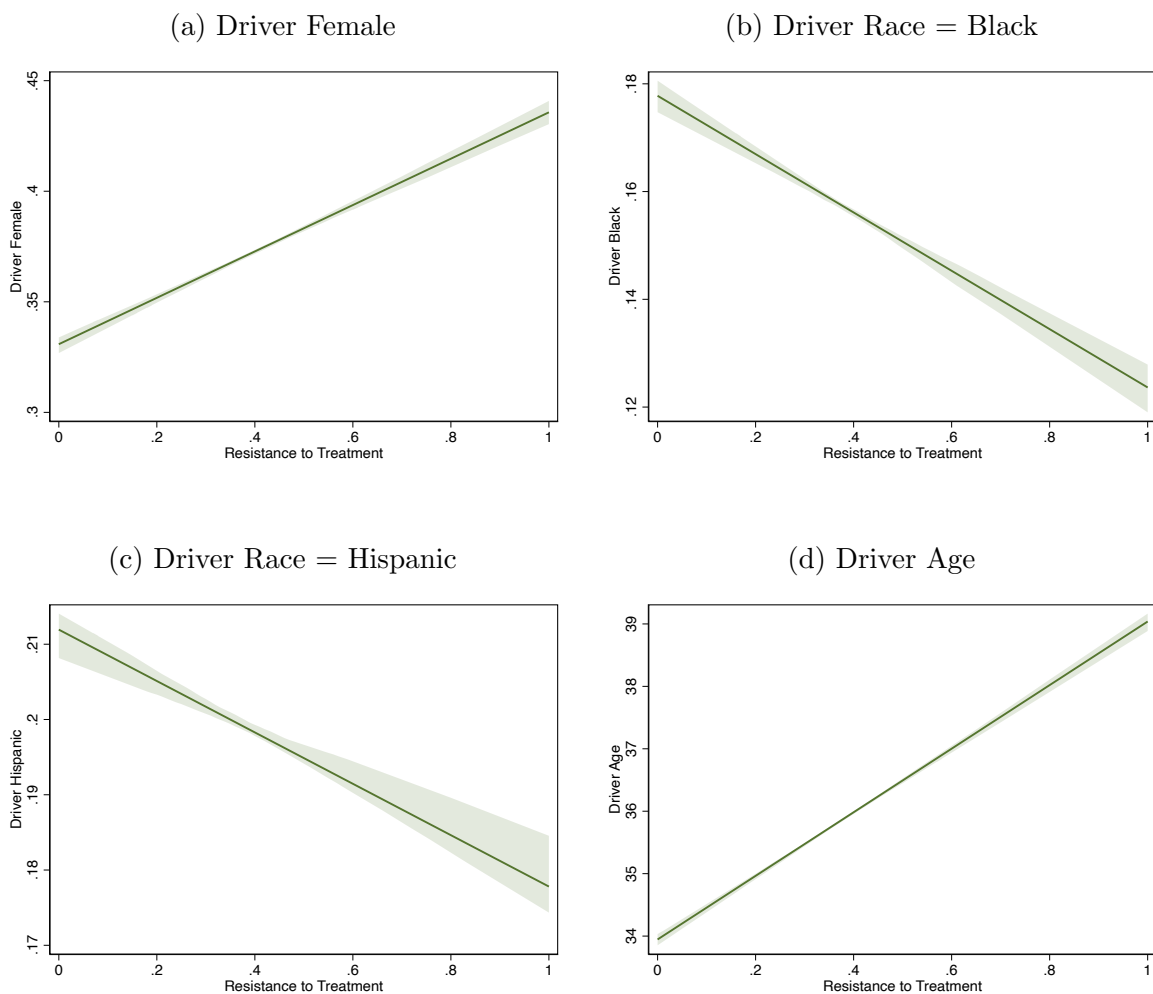 (a) Driver Female
(b) Driver Race = Black
.45
.4
.35
.3
Driver Female
0 .2 .4 .6 .8 1
Resistance to Treatment
.18
.16
.14
.12
Driver Black
0 .2 .4 .6 .8 1
Resistance to Treatment
(c) Driver Race = Hispanic
(d) Driver Age
.21
.2
.19
.18
.17
Driver Hispanic
0 .2 .4 .6 .8 1
Resistance to Treatment
39
38
37
36
35
34
Driver Age
0 .2 .4 .6 .8 1
Resistance to Treatment